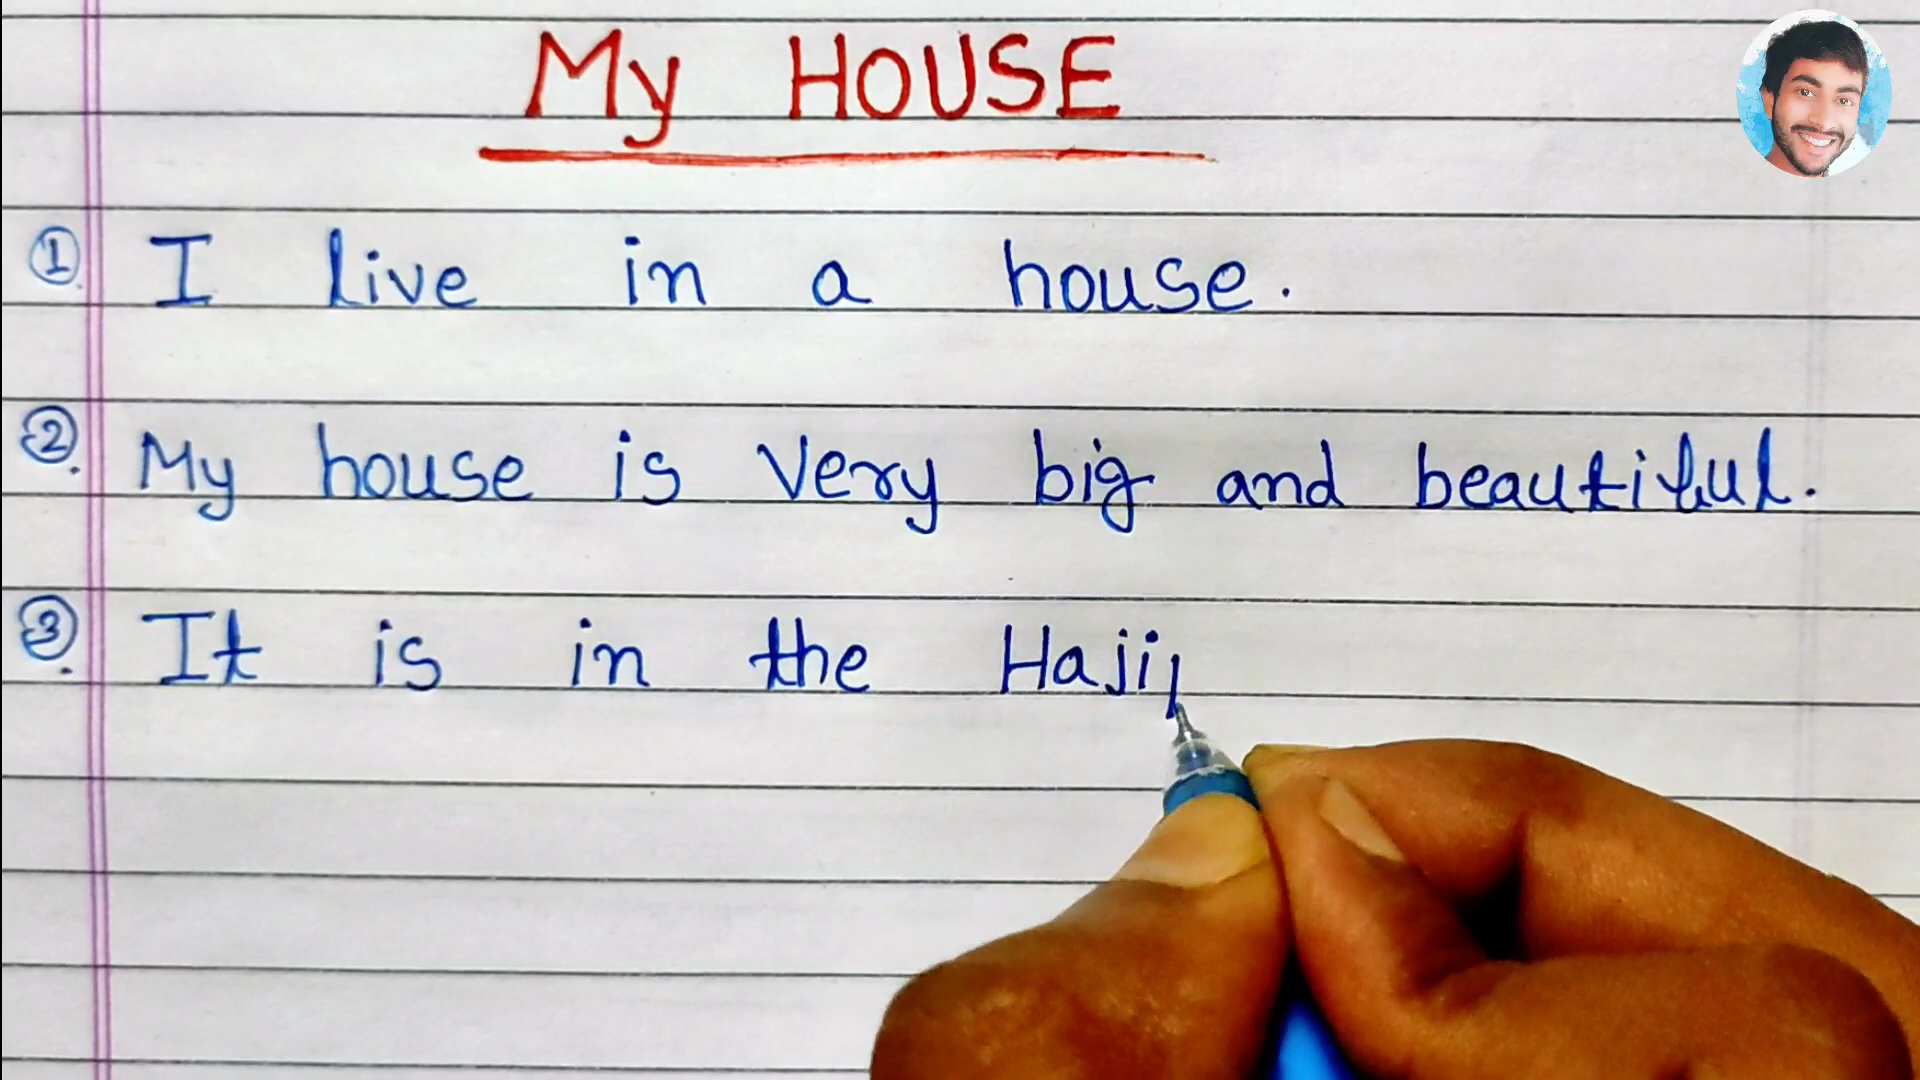 My HOUSE
1. I live in a house.
2. My house is very big and beautiful.
3. It is in the Haji